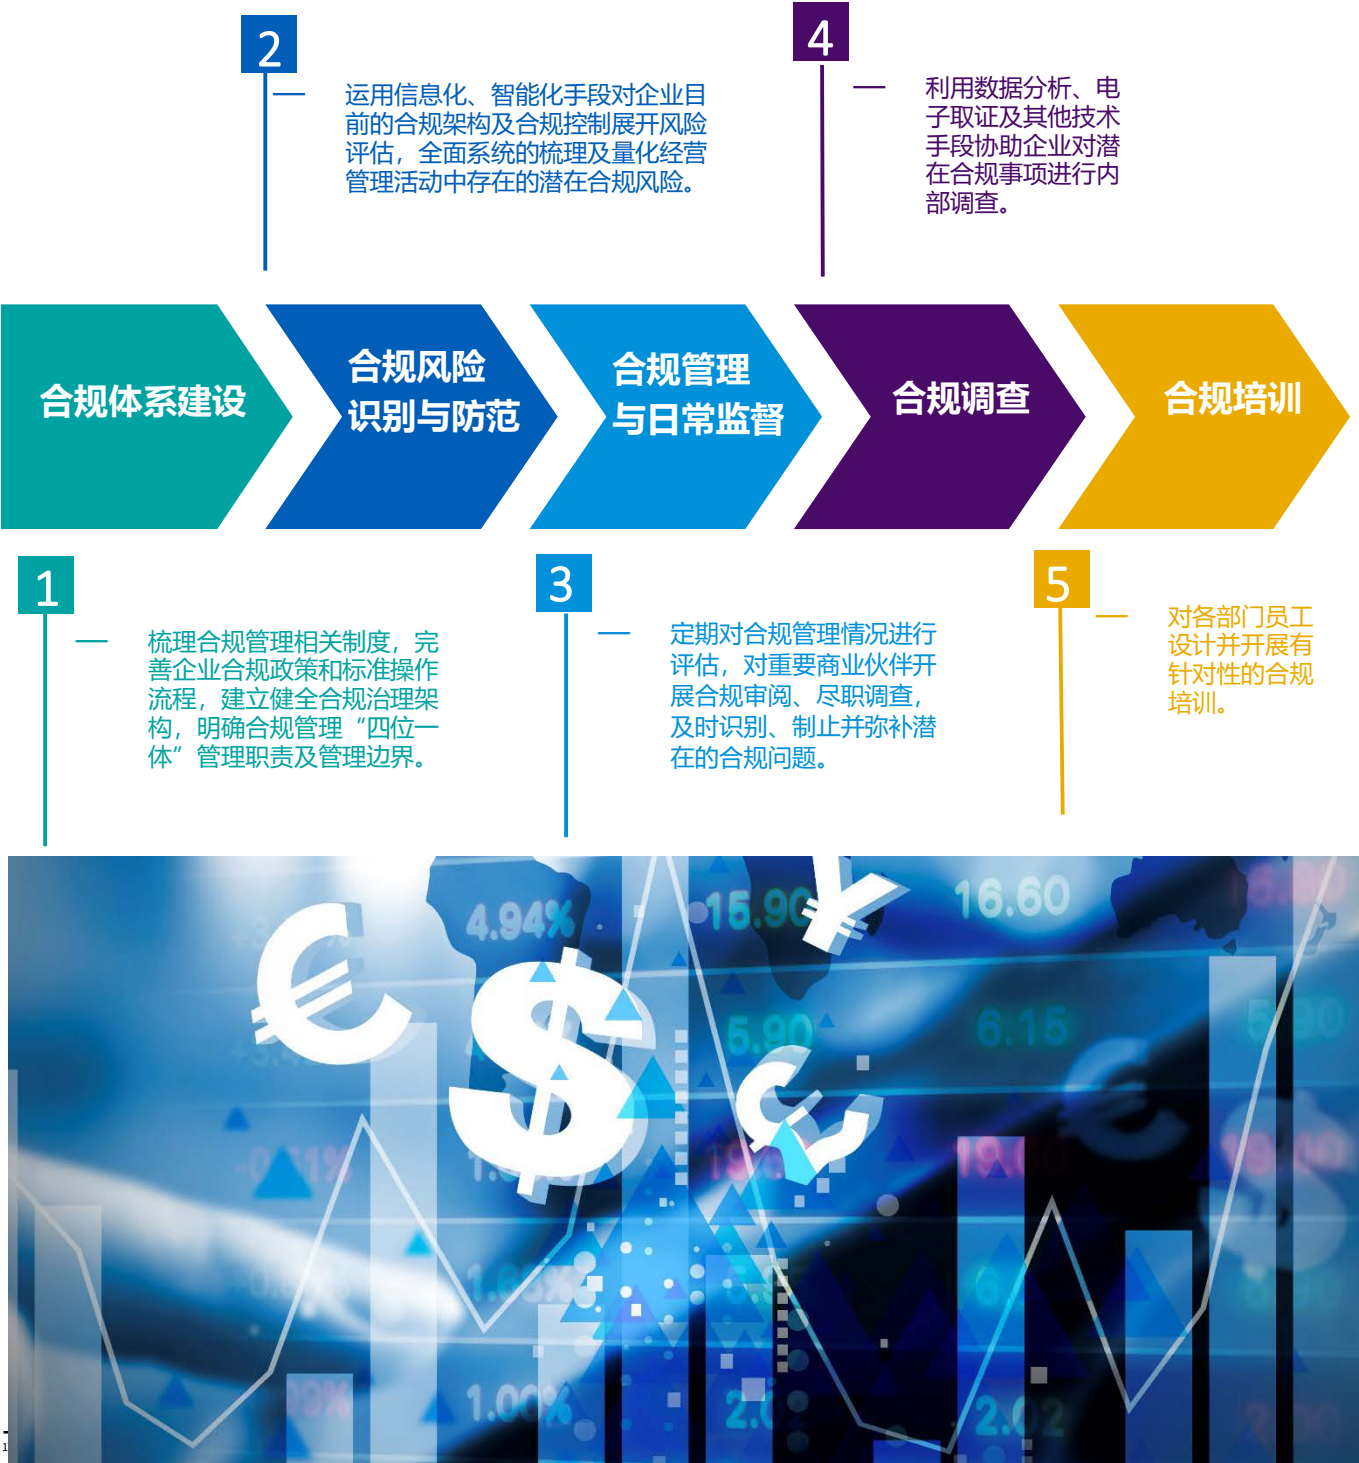 2
运用信息化、智能化手段对企业目
前的合规架构及合规控制展开风险
评估，全面系统的梳理及量化经营
管理活动中存在的潜在合规风险。
4
利用数据分析、电
子取证及其他技术
手段协助企业对潜
在合规事项进行内
部调查。
合规体系建设
合规风险
识别与防范
合规管理
与日常监督
合规调查
合规培训
1
梳理合规管理相关制度，完
善企业合规政策和标准操作
流程，建立健全合规治理架
构，明确合规管理“四位一
体”管理职责及管理边界。
3
定期对合规管理情况进行
评估，对重要商业伙伴开
展合规审阅、尽职调查，
及时识别、制止并弥补潜
在的合规问题。
5
对各部门员工
设计并开展有
针对性的合规
培训。
4.94%
15.90
16.60
€
$
¥
5.90
6.15
1.00%
2.02